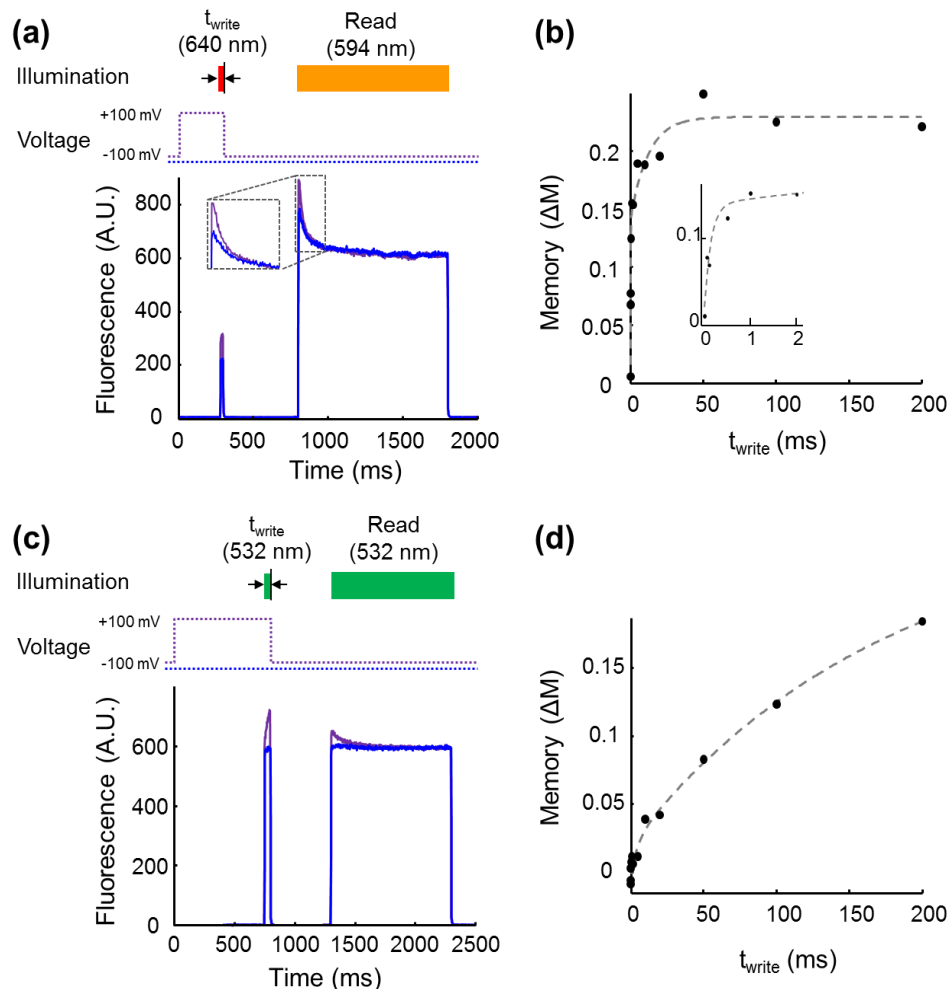 (a)
t_write
(640 nm)
Read
(594 nm)
Illumination
Voltage
+100 mV
-100 mV
Fluorescence (A.U.)
800
600
400
200
0
0 500 1000 1500 2000
Time (ms)
(b)
Memory (ΔM)
0.2
0.15
0.1
0.05
0
0 50 100 150 200
t_write (ms)
0.1
0
0 1 2
(c)
t_write
(532 nm)
Read
(532 nm)
Illumination
Voltage
+100 mV
-100 mV
Fluorescence (A.U.)
600
400
200
0
0 500 1000 1500 2000 2500
Time (ms)
(d)
Memory (ΔM)
0.15
0.1
0.05
0
0 50 100 150 200
t_write (ms)